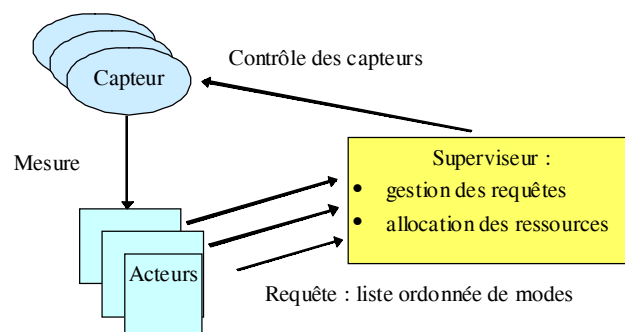 Contrôle des capteurs
Capteur
Mesure
Superviseur :
• gestion des requêtes
• allocation des ressources
Acteurs
Requête : liste ordonnée de modes